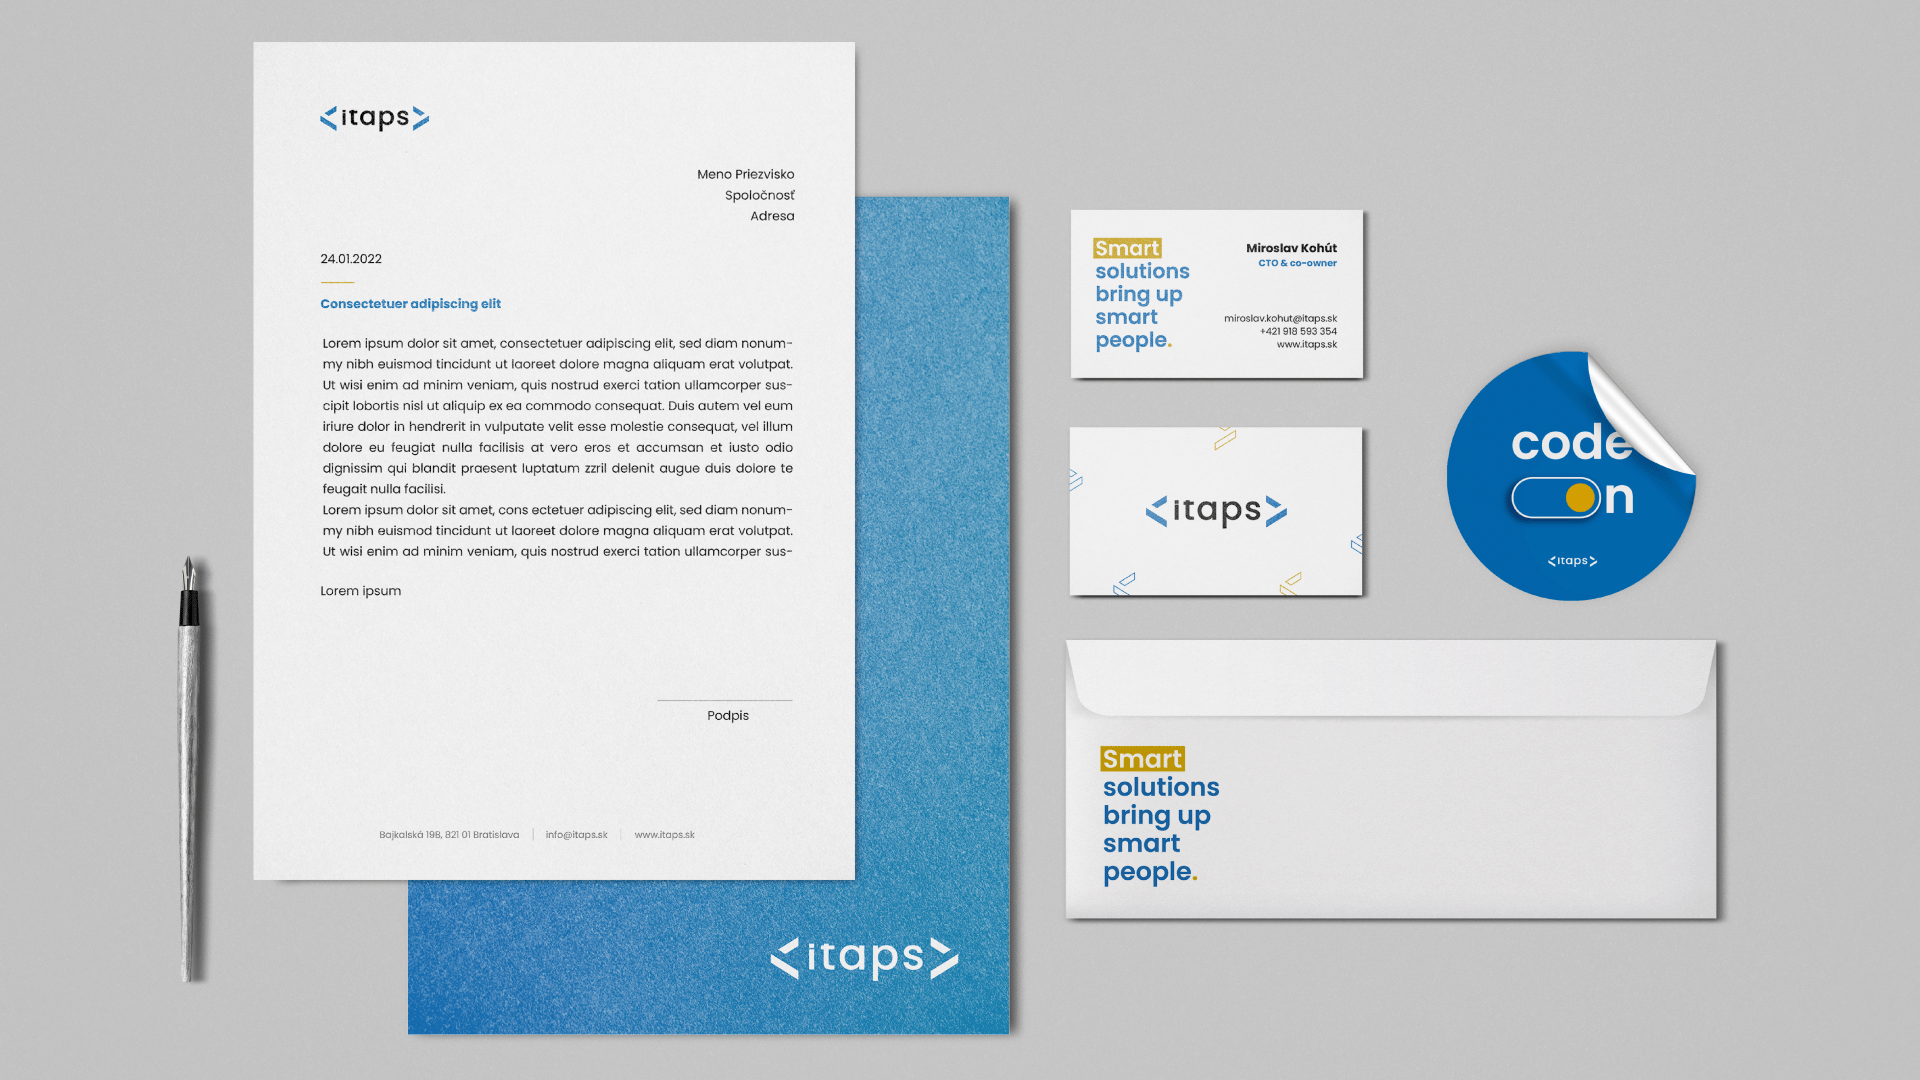 <itaps>
Meno Priezvisko
Spoločnosť
Adresa
24.01.2022
Consectetuer adipiscing elit
Lorem ipsum dolor sit amet, consectetuer adipiscing elit, sed diam nonum-
my nibh euismod tincidunt ut laoreet dolore magna aliquam erat volutpat.
Ut wisi enim ad minim veniam, quis nostrud exerci tation ullamcorper sus-
cipit lobortis nisl ut aliquip ex ea commodo consequat. Duis autem vel eum
iriure dolor in hendrerit in vulputate velit esse molestie consequat, vel illum
dolore eu feugiat nulla facilisis at vero eros et accumsan et iusto odio
dignissim qui blandit praesent luptatum zzril delenit augue duis dolore te
feugait nulla facilisi.
Lorem ipsum dolor sit amet, cons ectetuer adipiscing elit, sed diam nonum-
my nibh euismod tincidunt ut laoreet dolore magna aliquam erat volutpat.
Ut wisi enim ad minim veniam, quis nostrud exerci tation ullamcorper sus-
Lorem ipsum
Podpis
Bajkalská 19B, 821 01 Bratislava | info@itaps.sk | www.itaps.sk
<itaps>
Smart
solutions
bring up
smart
people.
Miroslav Kohút
CTO & co-owner
miroslav.kohut@itaps.sk
+421 918 593 354
www.itaps.sk
<itaps>
code
n
<itaps>
Smart
solutions
bring up
smart
people.